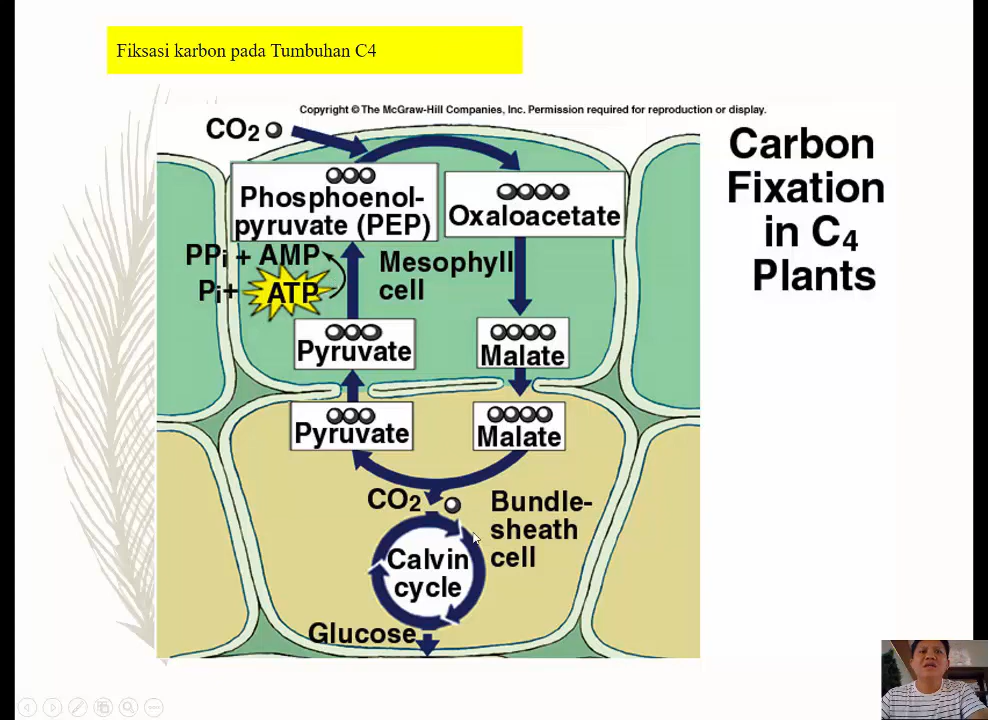 Fiksasi karbon pada Tumbuhan C4
Copyright © The McGraw-Hill Companies, Inc. Permission required for reproduction or display.
Carbon
Fixation
in C4
Plants
CO2
Phosphoenol-
pyruvate (PEP)
Oxaloacetate
PPi + AMP
Pi+ ATP
Mesophyll
cell
Pyruvate
Malate
Pyruvate
Malate
CO2
Bundle-
sheath
cell
Calvin
cycle
Glucose